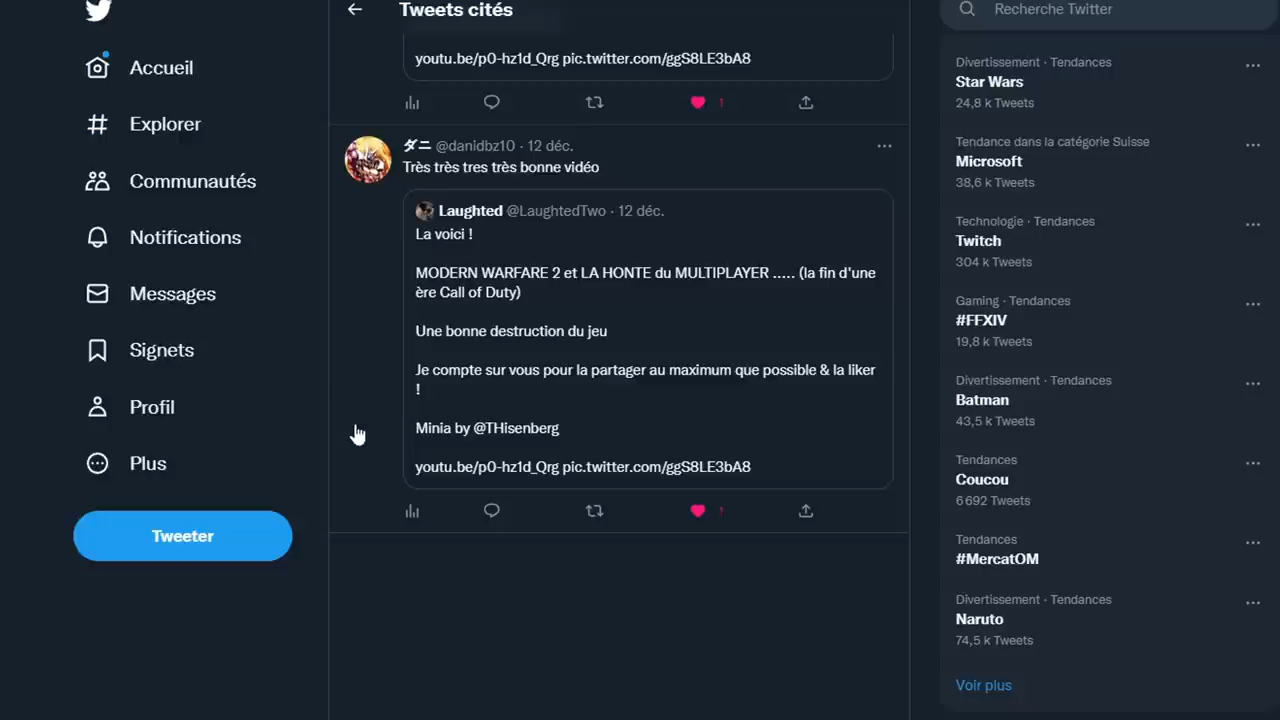 Accueil
Explorer
Communautés
Notifications
Messages
Signets
Profil
Plus
Tweeter
Tweets cités
youtu.be/p0-hz1d_Qrg pic.twitter.com/ggS8LE3bA8
1
ダニ @danidbz10 · 12 déc.
Très très tres très bonne vidéo
Laughted @LaughtedTwo · 12 déc.
La voici !
MODERN WARFARE 2 et LA HONTE du MULTIPLAYER ..... (la fin d'une
ère Call of Duty)
Une bonne destruction du jeu
Je compte sur vous pour la partager au maximum que possible & la liker
!
Minia by @THisenberg
youtu.be/p0-hz1d_Qrg pic.twitter.com/ggS8LE3bA8
1
Recherche Twitter
Divertissement · Tendances
Star Wars
24,8 k Tweets
Tendance dans la catégorie Suisse
Microsoft
38,6 k Tweets
Technologie · Tendances
Twitch
304 k Tweets
Gaming · Tendances
#FFXIV
19,8 k Tweets
Divertissement · Tendances
Batman
43,5 k Tweets
Tendances
Coucou
6 692 Tweets
Tendances
#MercatOM
Divertissement · Tendances
Naruto
74,5 k Tweets
Voir plus